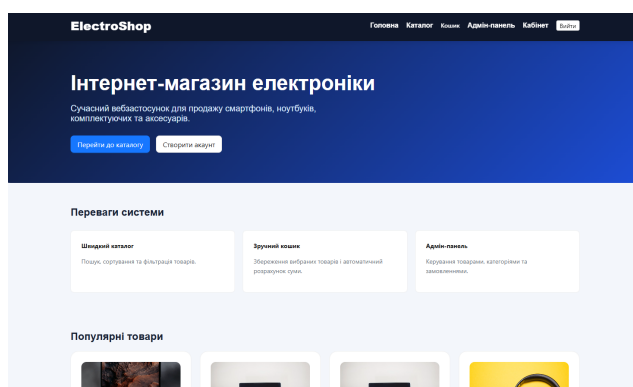 ElectroShop
Головна Каталог Кошик Адмін-панель Кабінет Вийти
Інтернет-магазин електроніки
Сучасний вебзастосунок для продажу смартфонів, ноутбуків,
комплектуючих та аксесуарів.
Перейти до каталогу Створити акаунт
Переваги системи
Швидкий каталог
Пошук, сортування та фільтрація товарів.
Зручний кошик
Збереження вибраних товарів і автоматичний
розрахунок суми.
Адмін-панель
Керування товарами, категоріями та
замовленнями.
Популярні товари